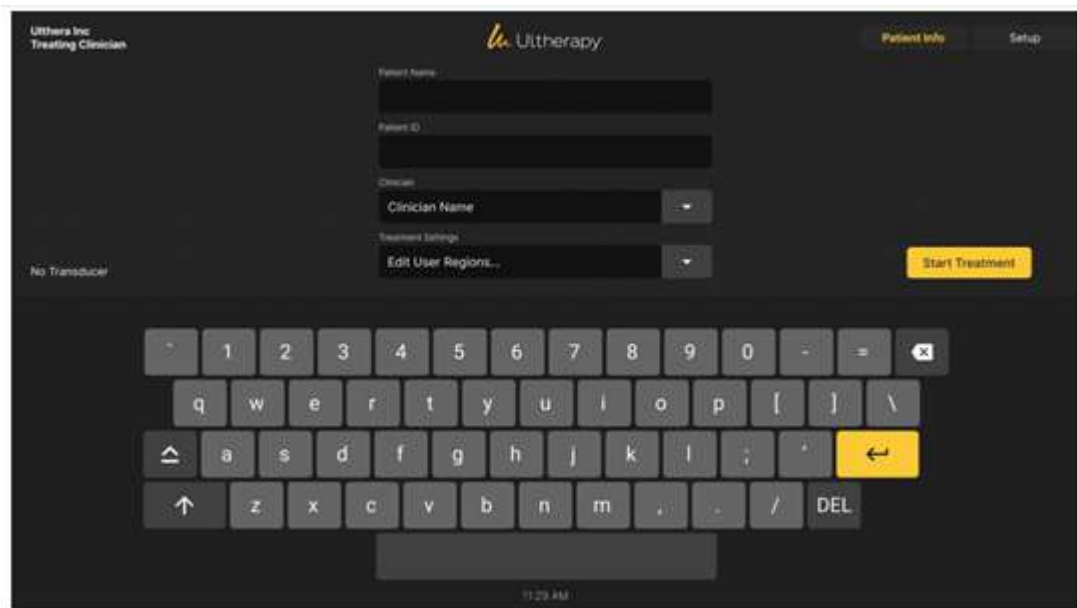 Ulthera Inc
Treating Clinician
Ultherapy
Patient Info
Setup
Patient Name
Patient ID
Clinician
Clinician Name
Treatment Settings
Edit User Regions...
No Transducer
Start Treatment
` 1 2 3 4 5 6 7 8 9 0 - =
q w e r t y u i o p [ ] \
a s d f g h j k l ; '
z x c v b n m , . / DEL
11:29 AM